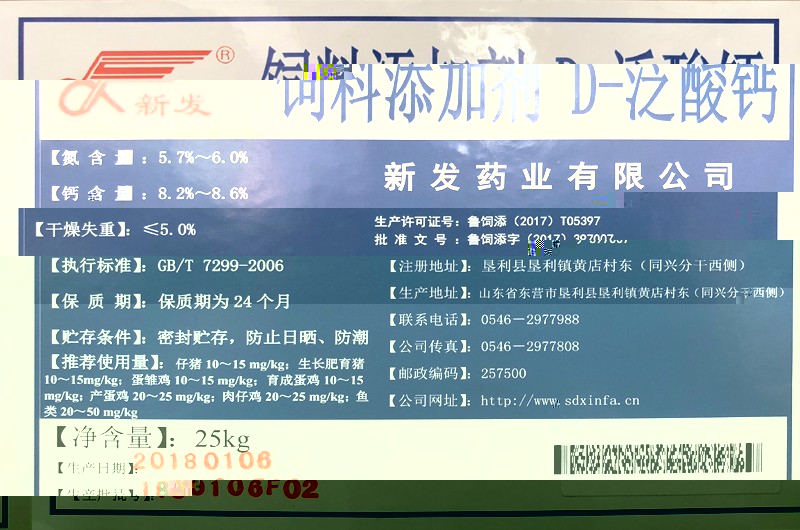 新发®
饲料添加剂 D-泛酸钙
【氮含量】：5.7%～6.0%
【钙含量】：8.2%～8.6%
新发药业有限公司
【干燥失重】：≤5.0%
生产许可证号：鲁饲添（2017）T05397
批准文号：鲁饲添字
【执行标准】：GB/T 7299-2006
【注册地址】：垦利县垦利镇黄店村东（同兴分干西侧）
【保质期】：保质期为24个月
【生产地址】：山东省东营市垦利县垦利镇黄店村东（同兴分干西侧）
【联系电话】：0546－2977988
【贮存条件】：密封贮存，防止日晒、防潮
【公司传真】：0546－2977808
【推荐使用量】：仔猪 10～15 mg/kg；生长肥育猪
10～15mg/kg；蛋雏鸡 10～15 mg/kg；育成蛋鸡 10～15
mg/kg；产蛋鸡 20～25 mg/kg；肉仔鸡 20～25 mg/kg；鱼
类 20～50 mg/kg
【邮政编码】：257500
【公司网址】：http://www.sdxinfa.cn
【净含量】：25kg
【生产日期】：20180106
【生产批号】：